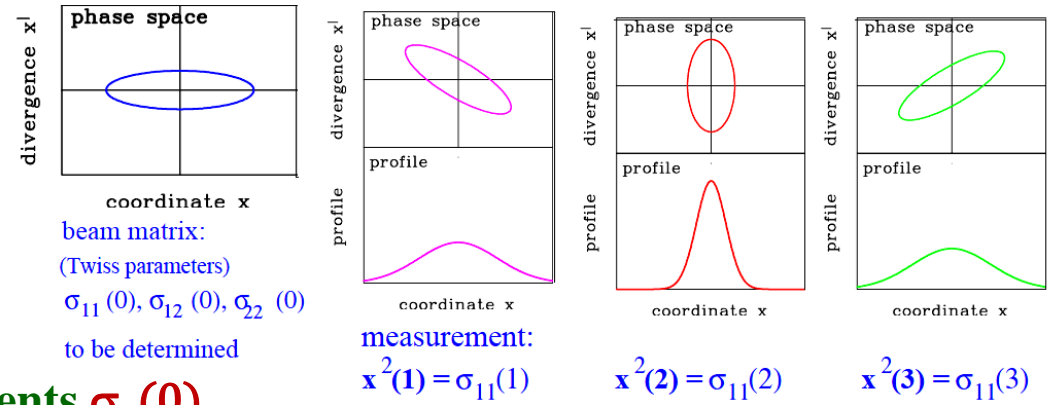 phase space
divergence x'
coordinate x
beam matrix:
(Twiss parameters)
σ₁₁ (0), σ₁₂ (0), σ₂₂ (0)
to be determined
phase space
divergence x'
profile
profile
coordinate x
measurement:
x²(1) = σ₁₁(1)
phase space
divergence x'
profile
profile
coordinate x
x²(2) = σ₁₁(2)
phase space
divergence x'
profile
profile
coordinate x
x²(3) = σ₁₁(3)